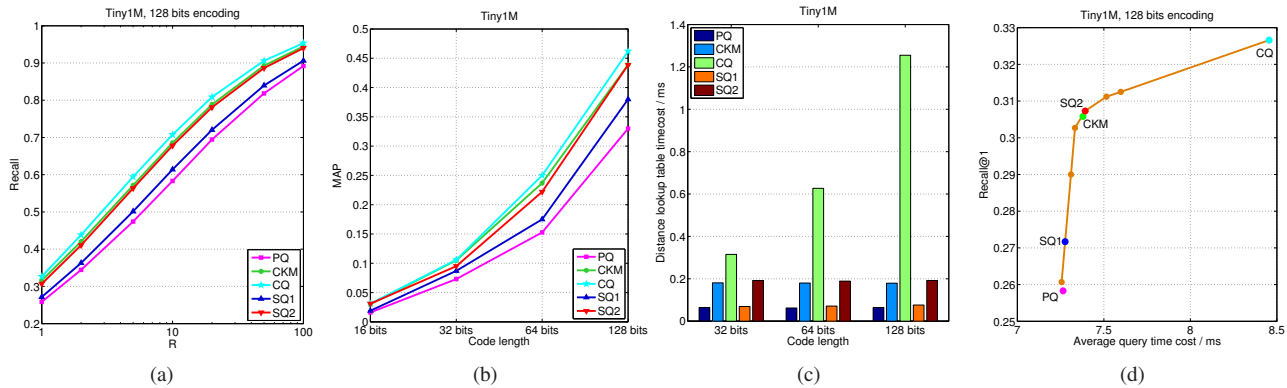 Tiny1M, 128 bits encoding
1
0.9
0.8
0.7
0.6
0.5
0.4
0.3
0.2
Recall
1
10
100
R
PQ
CKM
CQ
SQ1
SQ2
(a)
Tiny1M
0.5
0.45
0.4
0.35
0.3
0.25
0.2
0.15
0.1
0.05
0
MAP
16 bits
32 bits
64 bits
128 bits
Code length
PQ
CKM
CQ
SQ1
SQ2
(b)
Tiny1M
1.4
1.2
1
0.8
0.6
0.4
0.2
0
Distance lookup table timecost / ms
PQ
CKM
CQ
SQ1
SQ2
32 bits
64 bits
128 bits
Code length
(c)
Tiny1M, 128 bits encoding
0.33
0.32
0.31
0.3
0.29
0.28
0.27
0.26
0.25
Recall@1
CQ
SQ2
CKM
SQ1
PQ
7
7.5
8
8.5
Average query time cost / ms
(d)